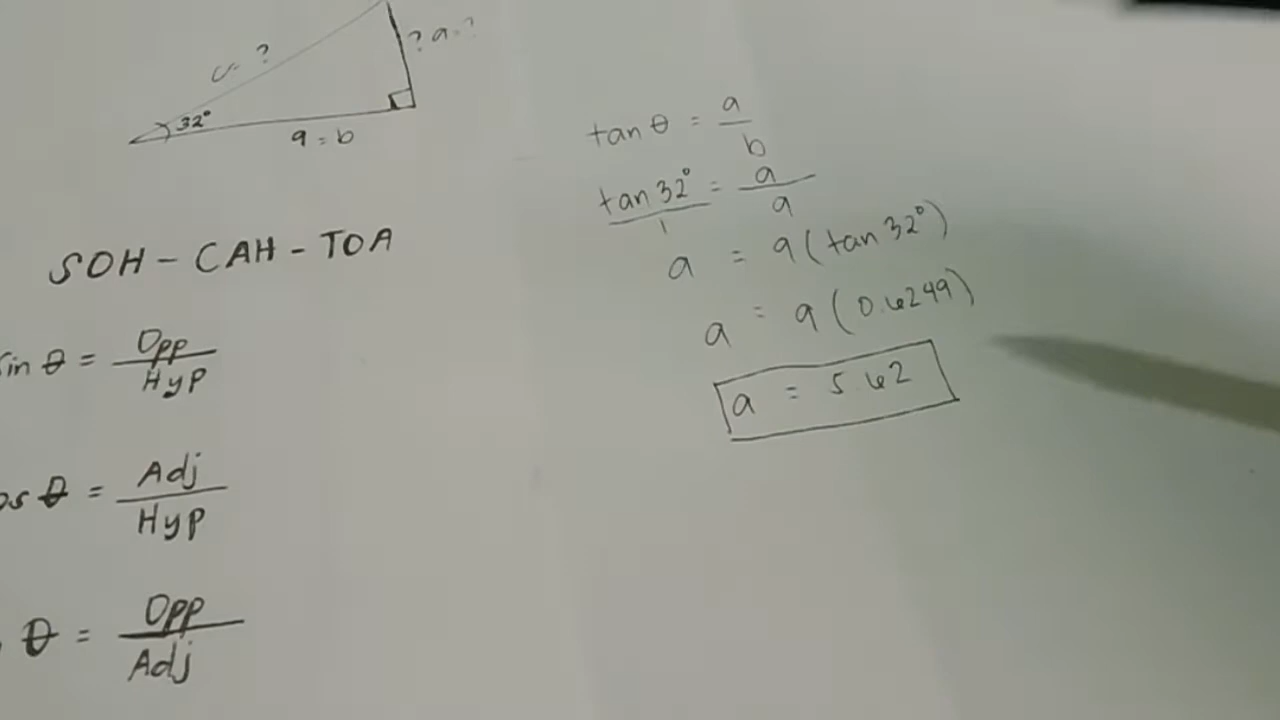 c = ?
? a = ?
32°
9 = b
SOH - CAH - TOA
sin θ = Opp / Hyp
os θ = Adj / Hyp
θ = Opp / Adj
tan θ = a / b
tan 32° / 1 = a / 9
a = 9 (tan 32°)
a = 9 (0.6249)
a = 5.62